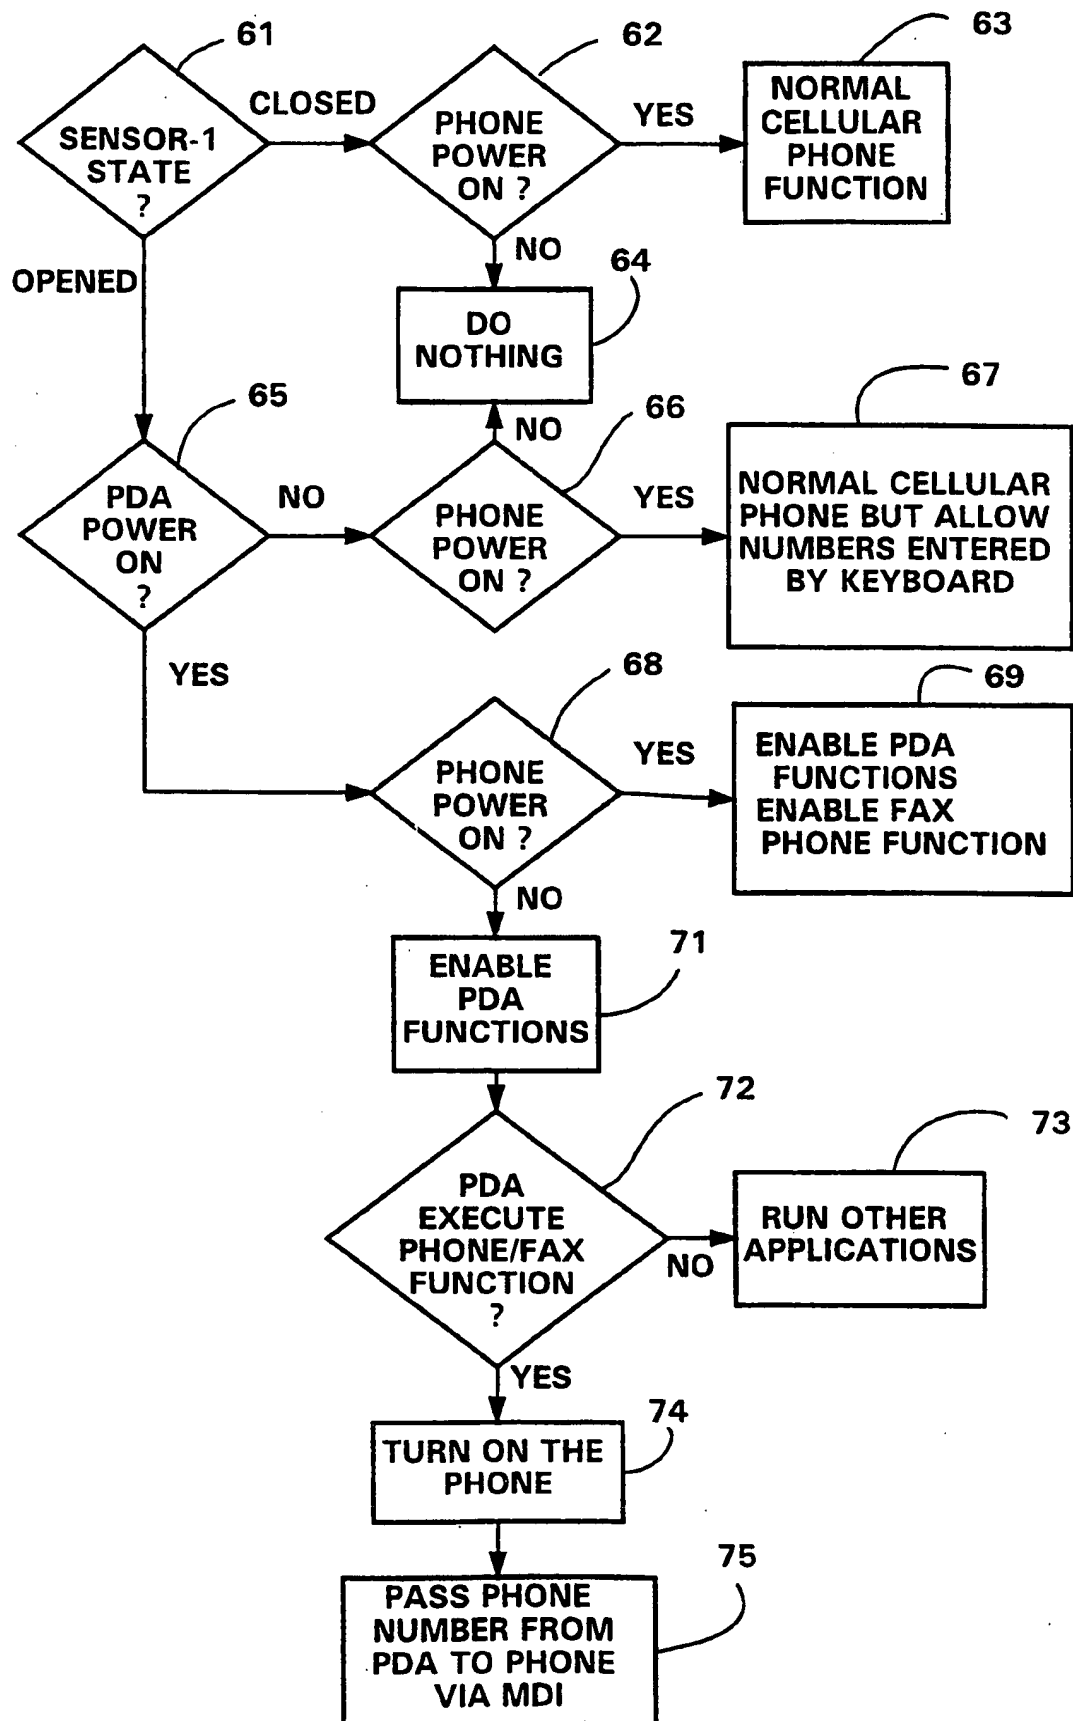 61
SENSOR-1
STATE
?
CLOSED
OPENED
62
PHONE
POWER
ON ?
YES
NO
63
NORMAL
CELLULAR
PHONE
FUNCTION
64
DO
NOTHING
65
PDA
POWER
ON
?
NO
YES
66
PHONE
POWER
ON ?
NO
YES
67
NORMAL CELLULAR
PHONE BUT ALLOW
NUMBERS ENTERED
BY KEYBOARD
68
PHONE
POWER
ON ?
YES
NO
69
ENABLE PDA
FUNCTIONS
ENABLE FAX
PHONE FUNCTION
71
ENABLE
PDA
FUNCTIONS
72
PDA
EXECUTE
PHONE/FAX
FUNCTION
?
NO
YES
73
RUN OTHER
APPLICATIONS
74
TURN ON THE
PHONE
75
PASS PHONE
NUMBER FROM
PDA TO PHONE
VIA MDI